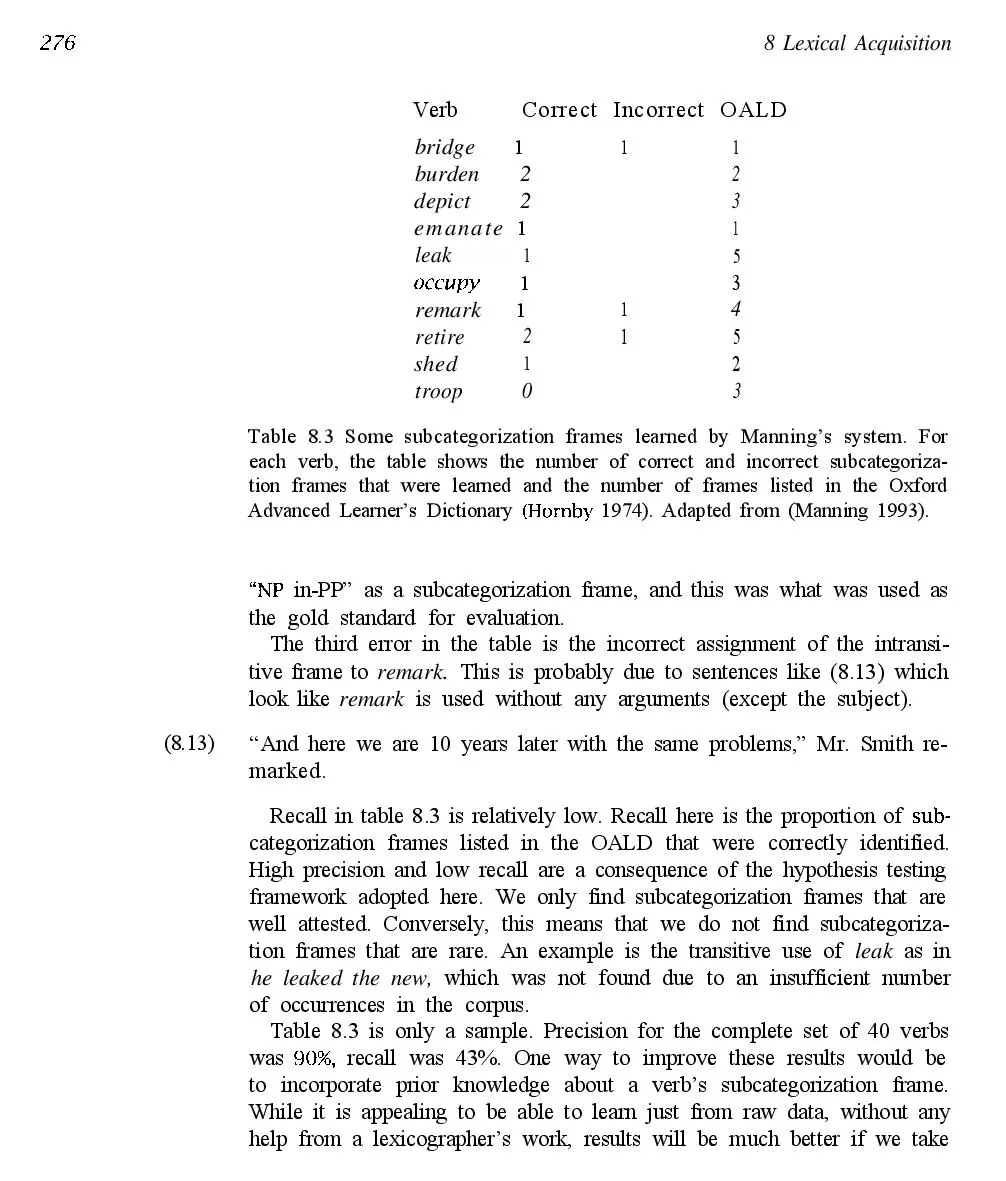 276
8 Lexical Acquisition
Verb Correct Incorrect OALD
bridge 1 1 1
burden 2 2
depict 2 3
emanate 1 1
leak 1 5
occupy 1 3
remark 1 1 4
retire 2 1 5
shed 1 2
troop 0 3
Table 8.3 Some subcategorization frames learned by Manning's system. For
each verb, the table shows the number of correct and incorrect subcategoriza-
tion frames that were learned and the number of frames listed in the Oxford
Advanced Learner's Dictionary (Hornby 1974). Adapted from (Manning 1993).
“NP in-PP” as a subcategorization frame, and this was what was used as
the gold standard for evaluation.
The third error in the table is the incorrect assignment of the intransi-
tive frame to remark. This is probably due to sentences like (8.13) which
look like remark is used without any arguments (except the subject).
(8.13) “And here we are 10 years later with the same problems,” Mr. Smith re-
marked.
Recall in table 8.3 is relatively low. Recall here is the proportion of sub-
categorization frames listed in the OALD that were correctly identified.
High precision and low recall are a consequence of the hypothesis testing
framework adopted here. We only find subcategorization frames that are
well attested. Conversely, this means that we do not find subcategoriza-
tion frames that are rare. An example is the transitive use of leak as in
he leaked the new, which was not found due to an insufficient number
of occurrences in the corpus.
Table 8.3 is only a sample. Precision for the complete set of 40 verbs
was 90%, recall was 43%. One way to improve these results would be
to incorporate prior knowledge about a verb's subcategorization frame.
While it is appealing to be able to learn just from raw data, without any
help from a lexicographer's work, results will be much better if we take